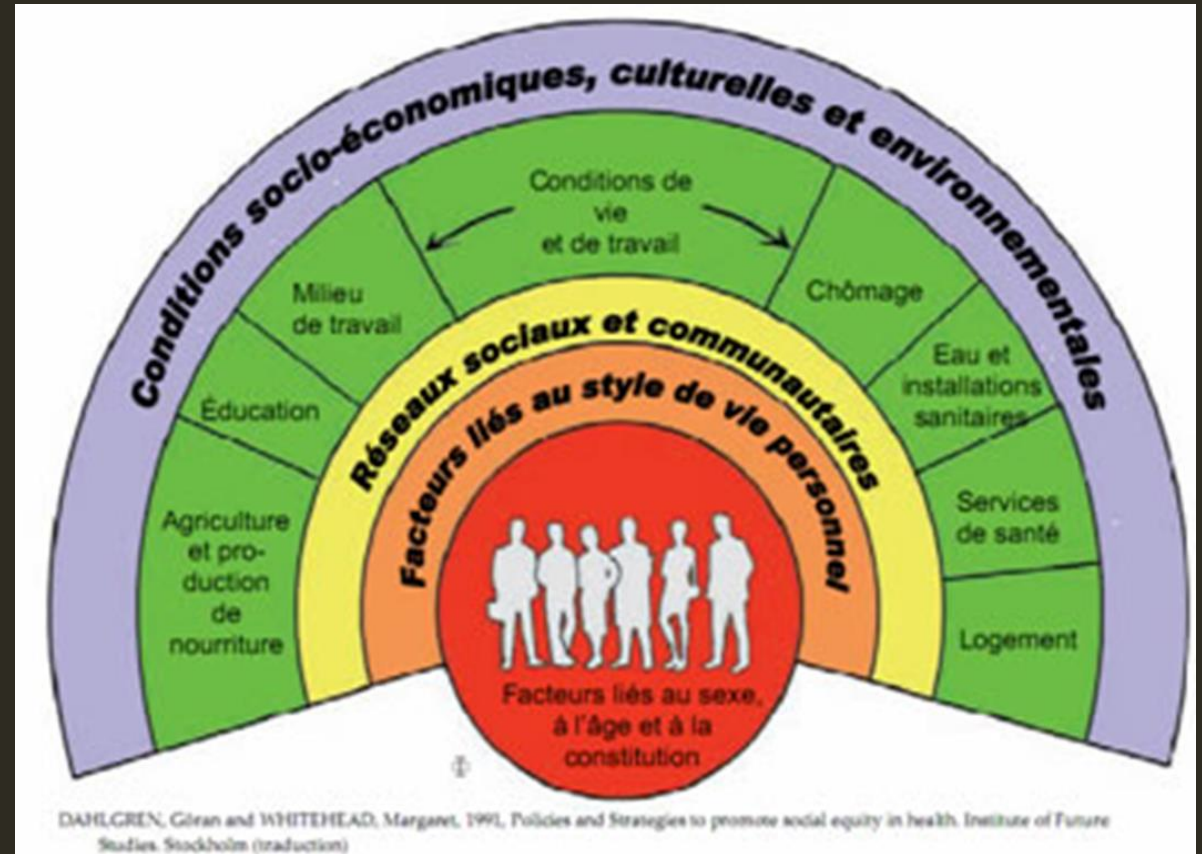 Conditions socio-économiques, culturelles et environnementales
Conditions de
vie
et de travail
Milieu
de travail
Chômage
Réseaux sociaux et communautaires
Eau et
installations
sanitaires
Facteurs liés au style de vie personnel
Éducation
Services
de santé
Agriculture
et pro-
duction
de
nourriture
Logement
Facteurs liés au sexe,
à l'âge et à la
constitution
DAHLGREN, Göran and WHITEHEAD, Margaret, 1991, Policies and Strategies to promote social equity in health. Institute of Future
Studies. Stockholm (traduction)